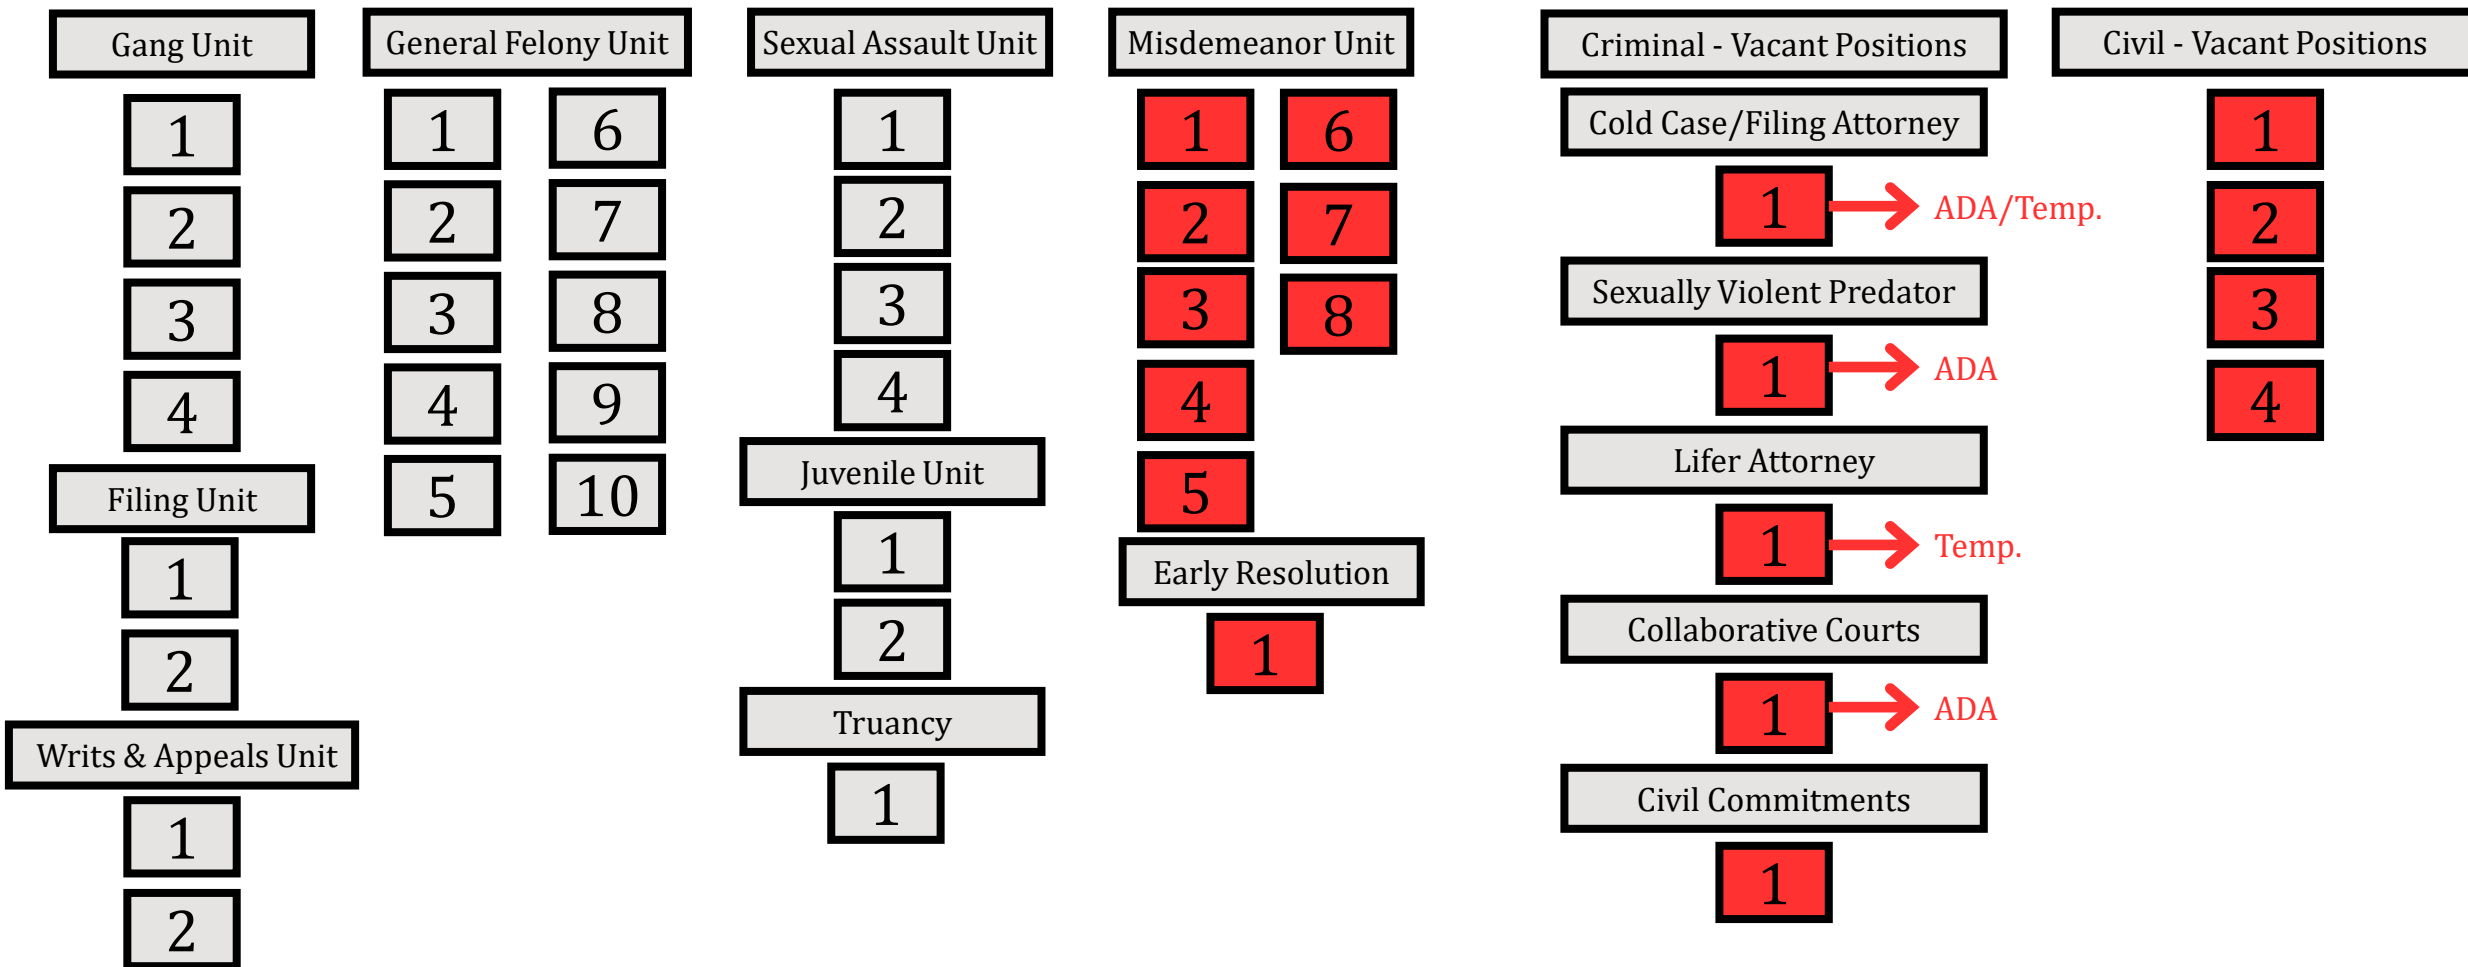 Gang Unit
1
2
3
4
Filing Unit
1
2
Writs & Appeals Unit
1
2
General Felony Unit
1 6
2 7
3 8
4 9
5 10
Sexual Assault Unit
1
2
3
4
Juvenile Unit
1
2
Truancy
1
Misdemeanor Unit
1 6
2 7
3 8
4
5
Early Resolution
1
Criminal - Vacant Positions
Cold Case/Filing Attorney
1 ADA/Temp.
Sexually Violent Predator
1 ADA
Lifer Attorney
1 Temp.
Collaborative Courts
1 ADA
Civil Commitments
1
Civil - Vacant Positions
1
2
3
4